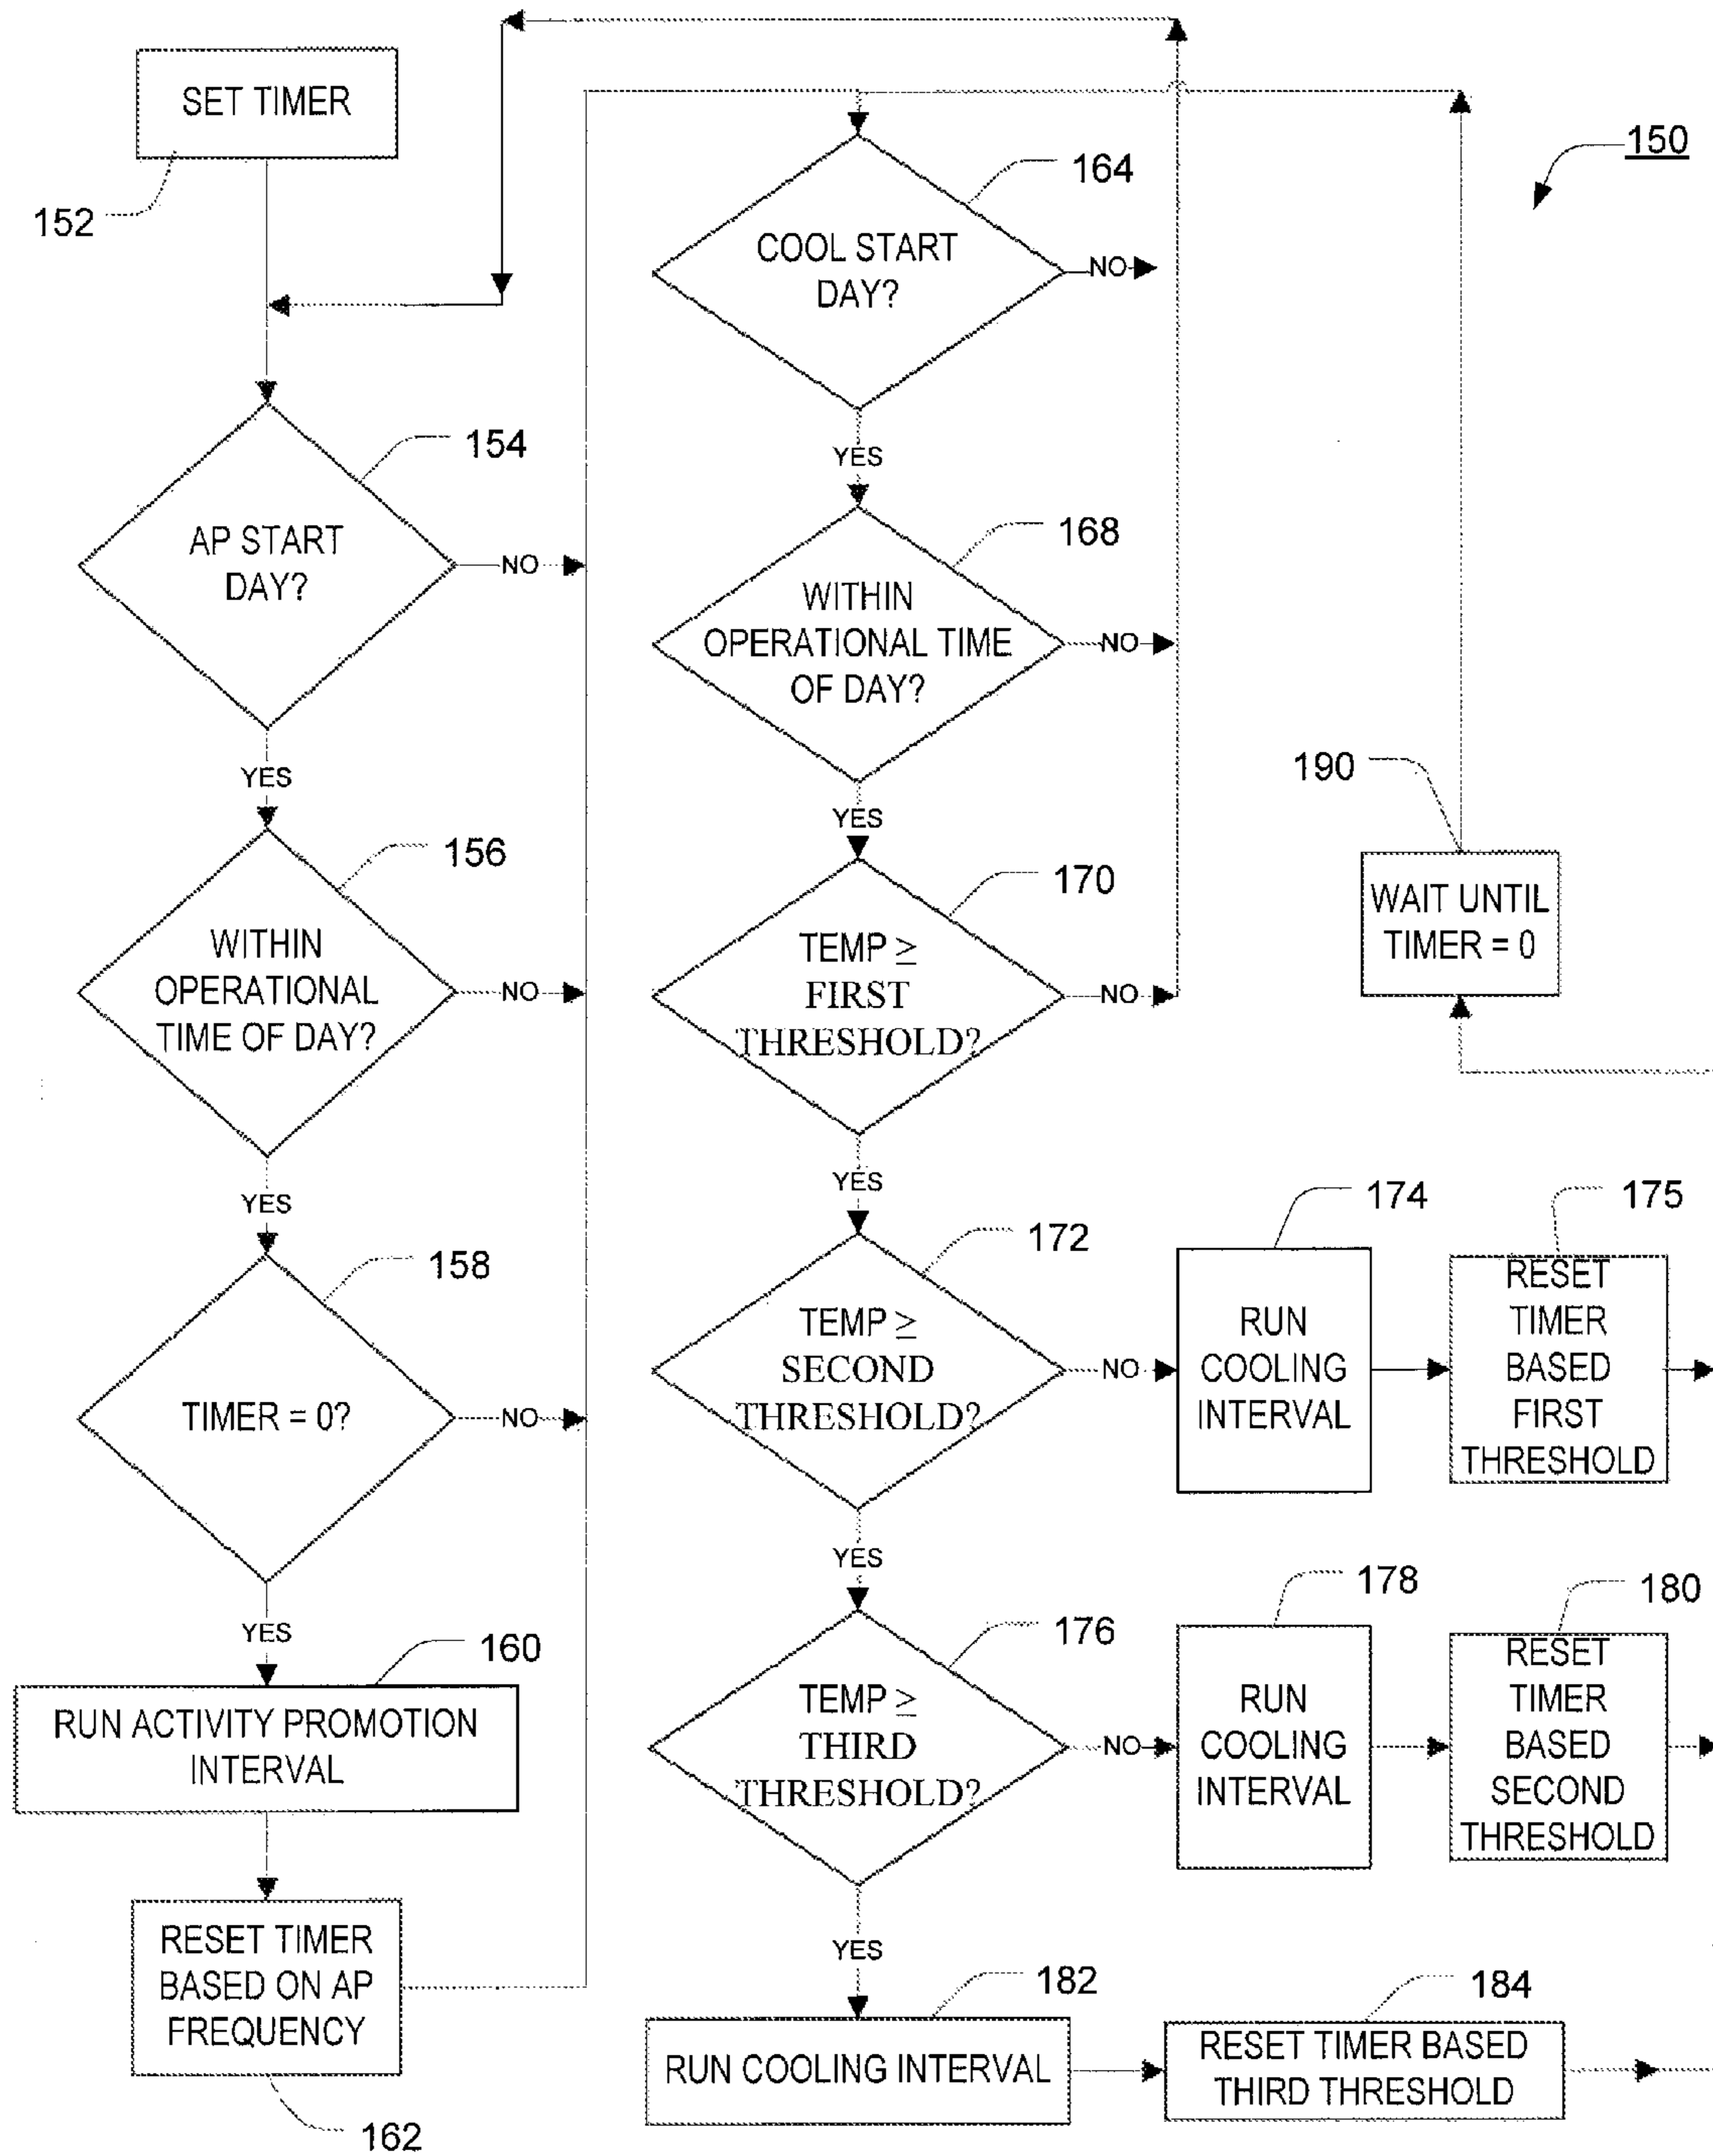 SET TIMER
152
150
164
COOL START
DAY?
NO
YES
154
AP START
DAY?
NO
YES
168
WITHIN
OPERATIONAL TIME
OF DAY?
NO
YES
156
WITHIN
OPERATIONAL
TIME OF DAY?
NO
YES
170
TEMP ≥
FIRST
THRESHOLD?
NO
YES
190
WAIT UNTIL
TIMER = 0
158
TIMER = 0?
NO
YES
172
TEMP ≥
SECOND
THRESHOLD?
NO
YES
174
RUN
COOLING
INTERVAL
175
RESET
TIMER
BASED
FIRST
THRESHOLD
160
RUN ACTIVITY PROMOTION
INTERVAL
176
TEMP ≥
THIRD
THRESHOLD?
NO
YES
178
RUN
COOLING
INTERVAL
180
RESET
TIMER
BASED
SECOND
THRESHOLD
RESET TIMER
BASED ON AP
FREQUENCY
162
182
RUN COOLING INTERVAL
184
RESET TIMER BASED
THIRD THRESHOLD